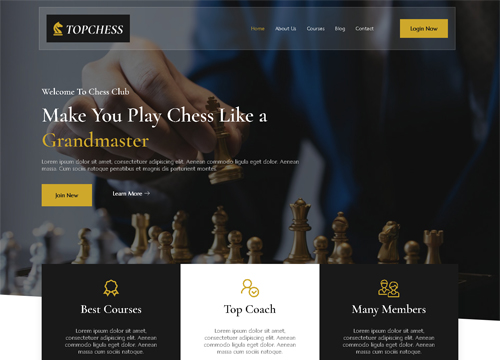 TOPCHESS
Home About Us Courses Blog Contact
Login Now
Welcome To Chess Club
Make You Play Chess Like a
Grandmaster
Lorem ipsum dolor sit amet, consectetuer adipiscing elit. Aenean commodo ligula eget dolor. Aenean
massa. Cum sociis natoque penatibus et magnis dis parturient montes.
Join Now
Learn More →
Best Courses
Lorem ipsum dolor sit amet,
consectetuer adipiscing elit. Aenean
commodo ligula eget dolor. Aenean
massa cum sociis natoque.
Top Coach
Lorem ipsum dolor sit amet,
consectetuer adipiscing elit. Aenean
commodo ligula eget dolor. Aenean
massa cum sociis natoque.
Many Members
Lorem ipsum dolor sit amet,
consectetuer adipiscing elit. Aenean
commodo ligula eget dolor. Aenean
massa cum sociis natoque.